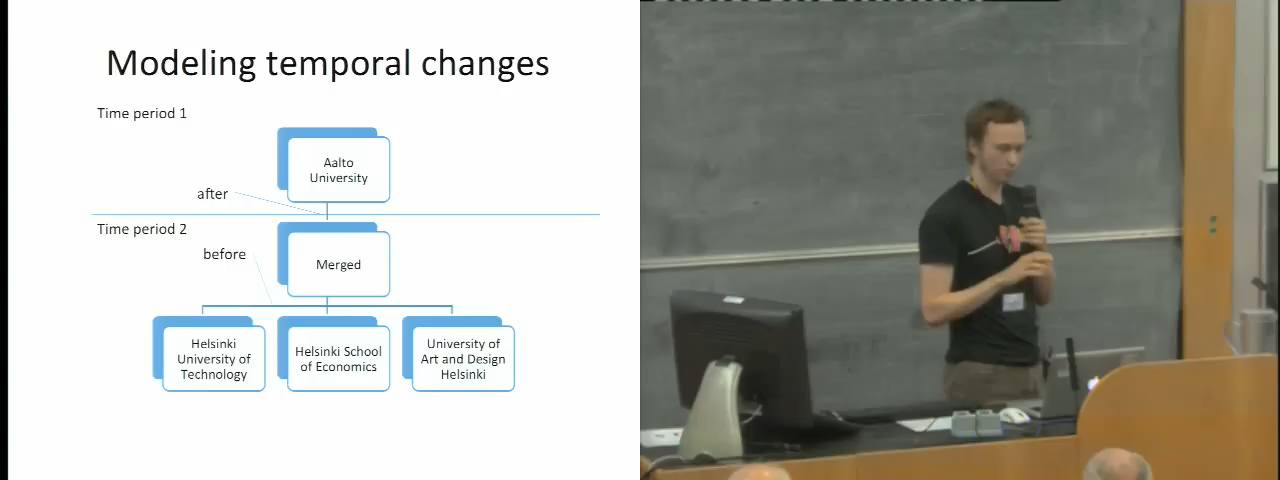 Modeling temporal changes
Time period 1
Aalto
University
after
Time period 2
before
Merged
Helsinki
University of
Technology
Helsinki School
of Economics
University of
Art and Design
Helsinki